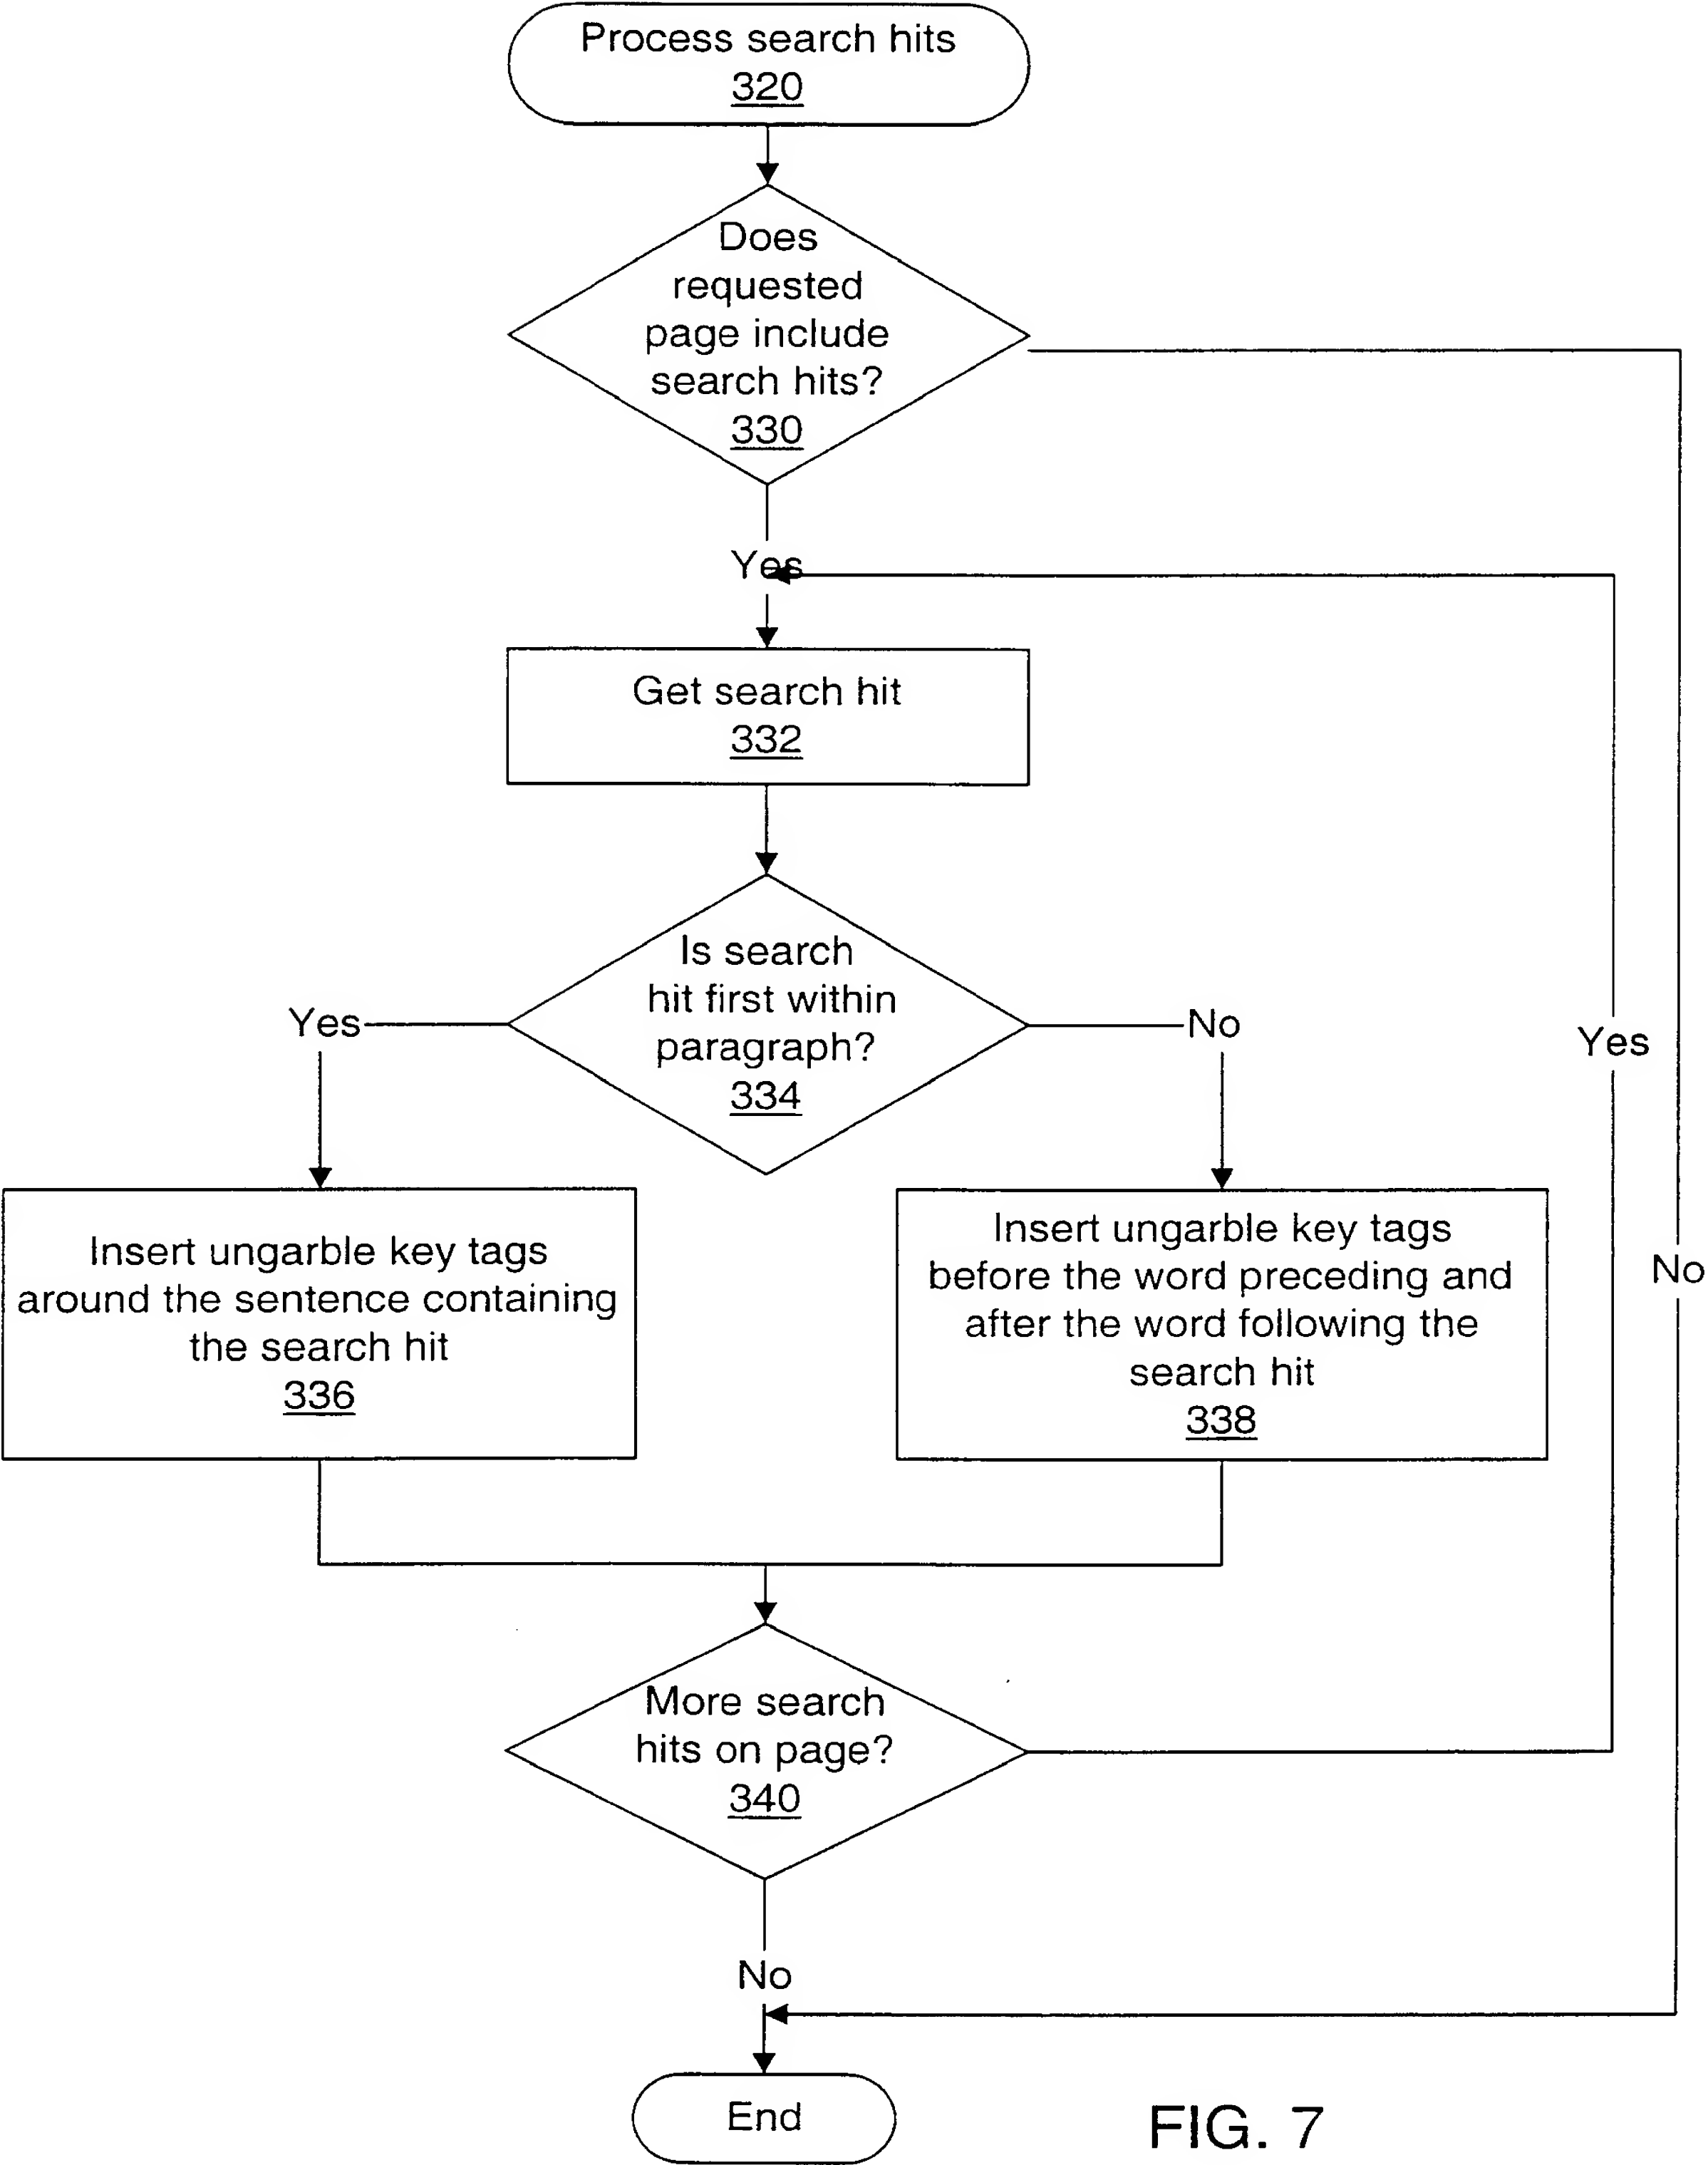 Process search hits
320
Does
requested
page include
search hits?
330
Yes
Get search hit
332
Is search
hit first within
paragraph?
334
Yes
No
Yes
Insert ungarble key tags
around the sentence containing
the search hit
336
Insert ungarble key tags
before the word preceding and
after the word following the
search hit
338
No
More search
hits on page?
340
No
End
FIG. 7